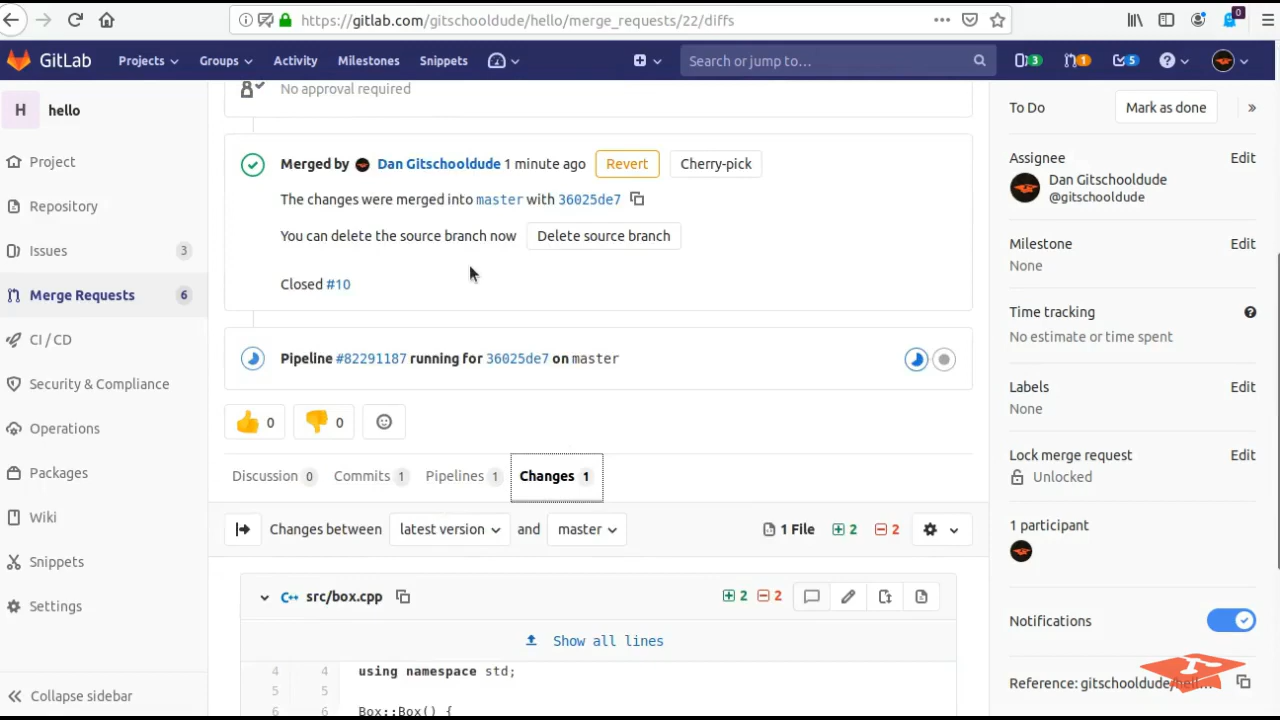 https://gitlab.com/gitschooldude/hello/merge_requests/22/diffs
0
GitLab Projects Groups Activity Milestones Snippets Search or jump to... 3 1 5
H hello
Project
Repository
Issues 3
Merge Requests 6
CI / CD
Security & Compliance
Operations
Packages
Wiki
Snippets
Settings
Collapse sidebar
No approval required
Merged by Dan Gitschooldude 1 minute ago Revert Cherry-pick
The changes were merged into master with 36025de7
You can delete the source branch now Delete source branch
Closed #10
Pipeline #82291187 running for 36025de7 on master
0 0
Discussion 0 Commits 1 Pipelines 1 Changes 1
Changes between latest version and master 1 File 2 2
C++ src/box.cpp 2 2
Show all lines
4 4 using namespace std;
5 5
6 6 Box::Box() {
To Do Mark as done
Assignee Edit
Dan Gitschooldude
@gitschooldude
Milestone Edit
None
Time tracking
No estimate or time spent
Labels Edit
None
Lock merge request Edit
Unlocked
1 participant
Notifications
Reference: gitschooldude/hell...